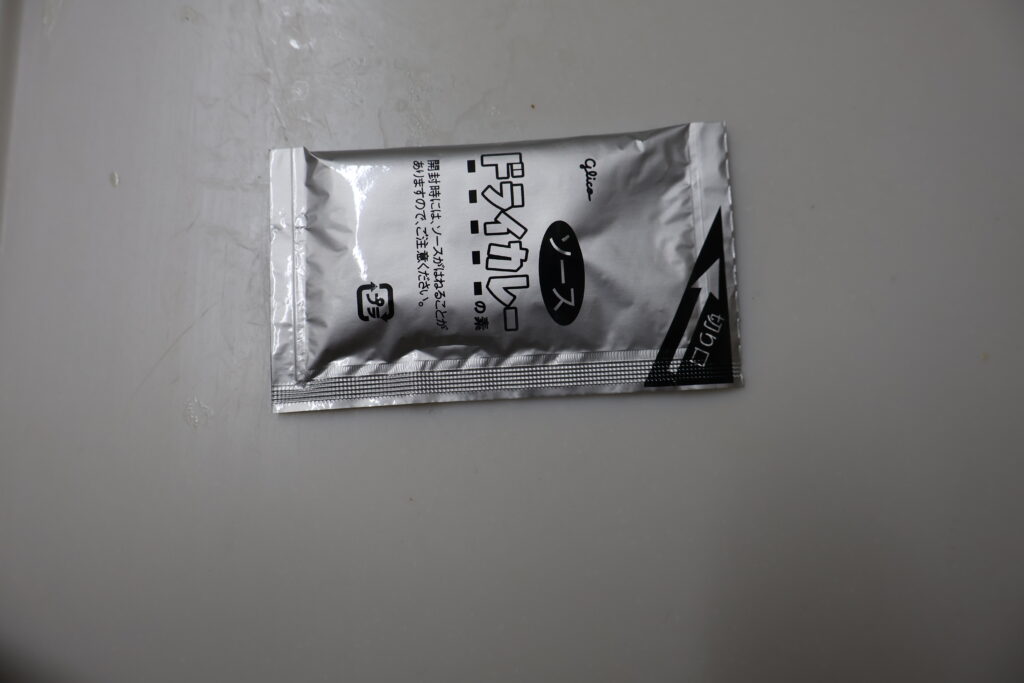 glico
ソース
ドライカレーの素
開封時には、ソースがはねることが
ありますので、ご注意ください。
プラ
切り口